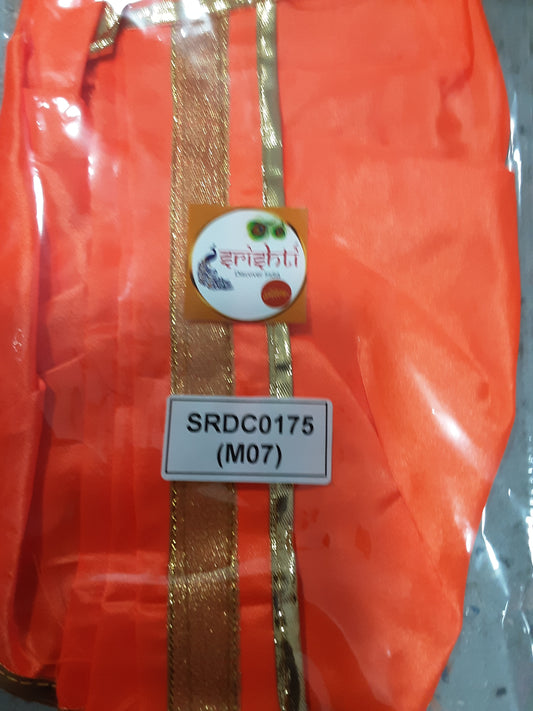 srishti
Discover India
SRDC0175
(M07)